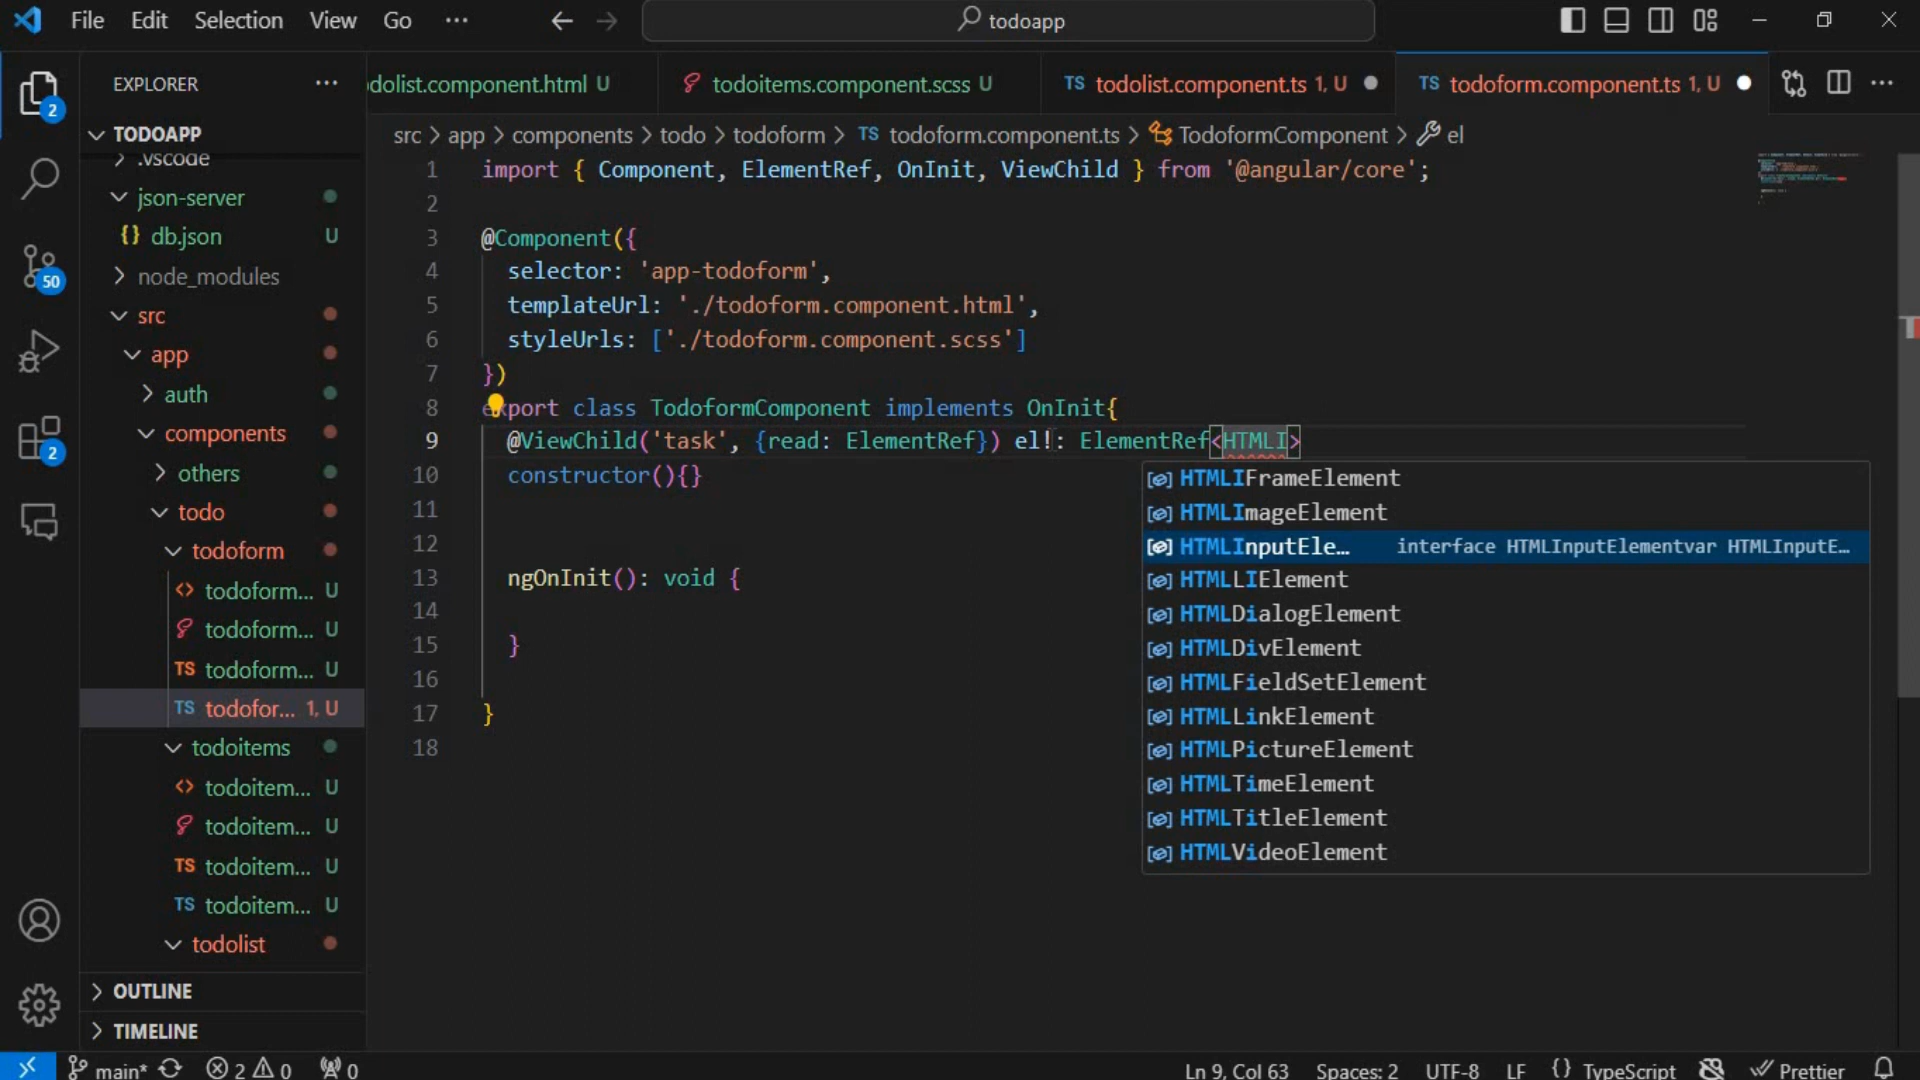 File Edit Selection View Go ··· todoapp
EXPLORER ···
dolist.component.html U todoitems.component.scss U TS todolist.component.ts 1, U TS todoform.component.ts 1, U ···
TODOAPP
src > app > components > todo > todoform > TS todoform.component.ts > TodoformComponent > el
.vscode
json-server
{} db.json U
node_modules
src
app
auth
components
others
todo
todoform
<> todoform... U
todoform... U
TS todoform... U
TS todofor... 1, U
todoitems
<> todoitem... U
todoitem... U
TS todoitem... U
TS todoitem... U
todolist
OUTLINE
TIMELINE
2
50
2
1 import { Component, ElementRef, OnInit, ViewChild } from '@angular/core';
2
3 @Component({
4 selector: 'app-todoform',
5 templateUrl: './todoform.component.html',
6 styleUrls: ['./todoform.component.scss']
7 })
8 export class TodoformComponent implements OnInit{
9 @ViewChild('task', {read: ElementRef}) el!: ElementRef<HTMLI>
10 constructor(){}
11
12
13 ngOnInit(): void {
14
15 }
16
17 }
18
HTMLIFrameElement
HTMLImageElement
HTMLInputEle… interface HTMLInputElementvar HTMLInputE…
HTMLLIElement
HTMLDialogElement
HTMLDivElement
HTMLFieldSetElement
HTMLLinkElement
HTMLPictureElement
HTMLTimeElement
HTMLTitleElement
HTMLVideoElement
main* 2 0 0 Ln 9, Col 63 Spaces: 2 UTF-8 LF {} TypeScript Prettier